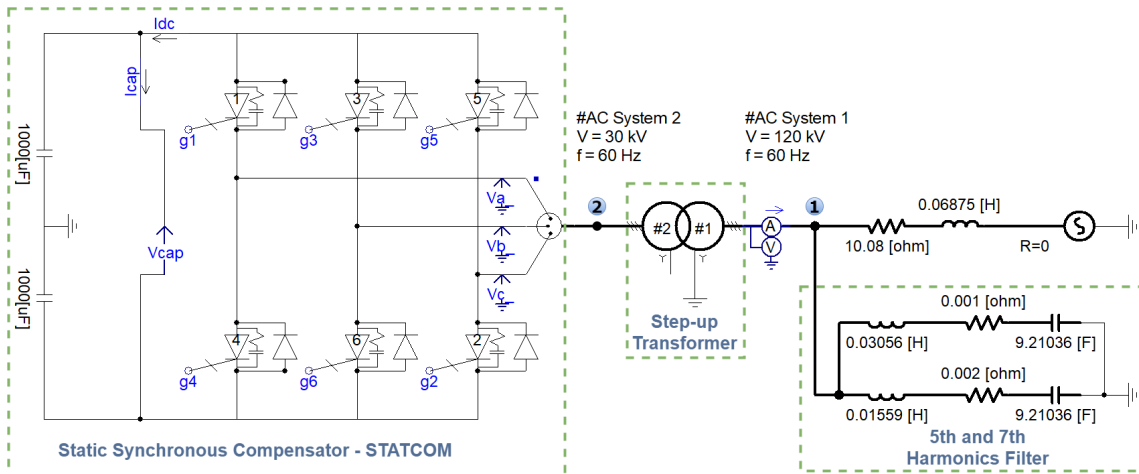 Idc
Icap
1000[uF]
1000[uF]
Vcap
1
3
5
g1
g3
g5
Va
Vb
Vc
4
6
2
g4
g6
g2
Static Synchronous Compensator - STATCOM
#AC System 2
V = 30 kV
f = 60 Hz
#AC System 1
V = 120 kV
f = 60 Hz
2
#2
#1
Y
Y
Step-up
Transformer
A
V
1
10.08 [ohm]
0.06875 [H]
R=0
0.03056 [H]
0.001 [ohm]
9.21036 [F]
0.01559 [H]
0.002 [ohm]
9.21036 [F]
5th and 7th
Harmonics Filter